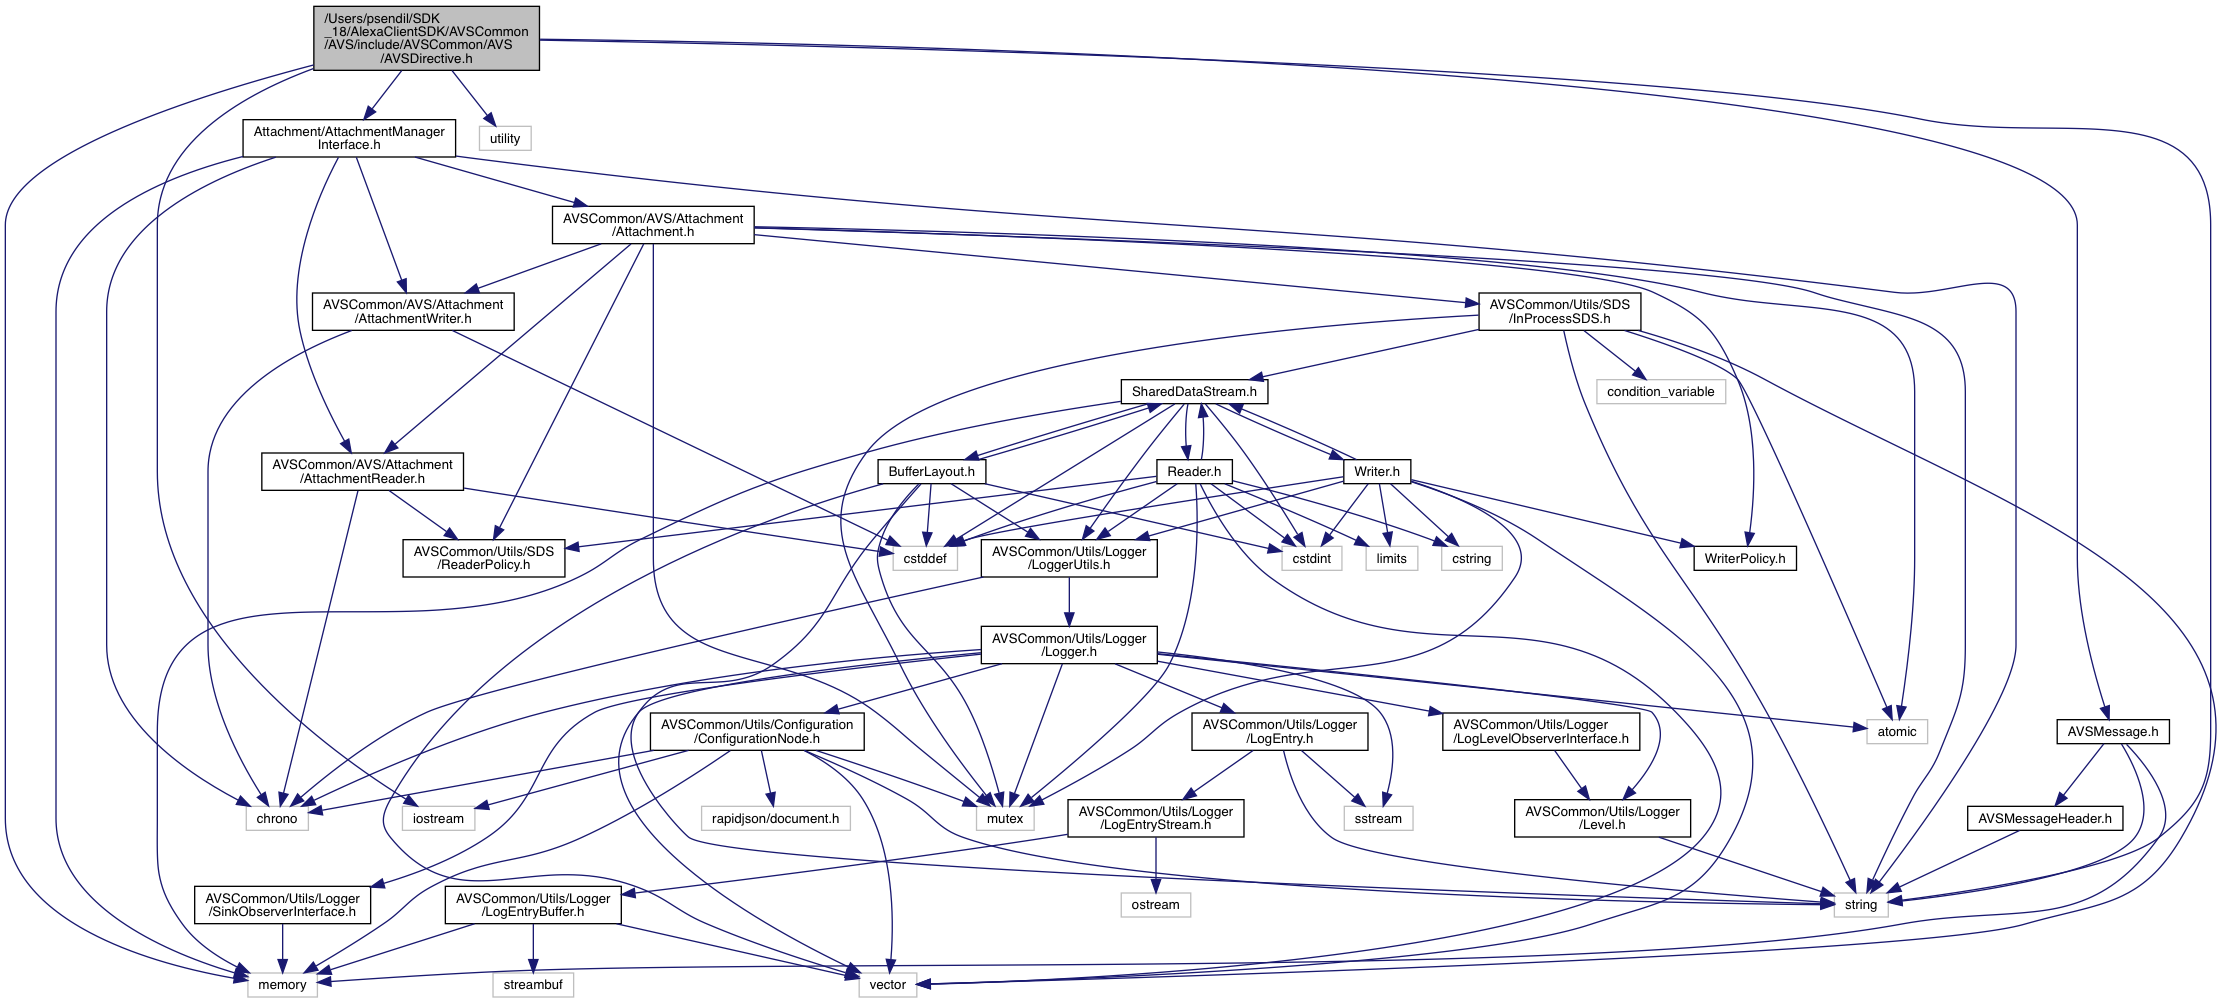 /Users/psendil/SDK
_18/AlexaClientSDK/AVSCommon
/AVS/include/AVSCommon/AVS
/AVSDirective.h
Attachment/AttachmentManager
Interface.h
utility
AVSCommon/AVS/Attachment
/Attachment.h
AVSCommon/AVS/Attachment
/AttachmentWriter.h
AVSCommon/Utils/SDS
/InProcessSDS.h
SharedDataStream.h
condition_variable
AVSCommon/AVS/Attachment
/AttachmentReader.h
BufferLayout.h
Reader.h
Writer.h
AVSCommon/Utils/SDS
/ReaderPolicy.h
cstddef
AVSCommon/Utils/Logger
/LoggerUtils.h
cstdint
limits
cstring
WriterPolicy.h
AVSCommon/Utils/Logger
/Logger.h
AVSCommon/Utils/Configuration
/ConfigurationNode.h
AVSCommon/Utils/Logger
/LogEntry.h
AVSCommon/Utils/Logger
/LogLevelObserverInterface.h
atomic
AVSMessage.h
chrono
iostream
rapidjson/document.h
mutex
AVSCommon/Utils/Logger
/LogEntryStream.h
sstream
AVSCommon/Utils/Logger
/Level.h
AVSMessageHeader.h
AVSCommon/Utils/Logger
/SinkObserverInterface.h
AVSCommon/Utils/Logger
/LogEntryBuffer.h
ostream
string
memory
streambuf
vector